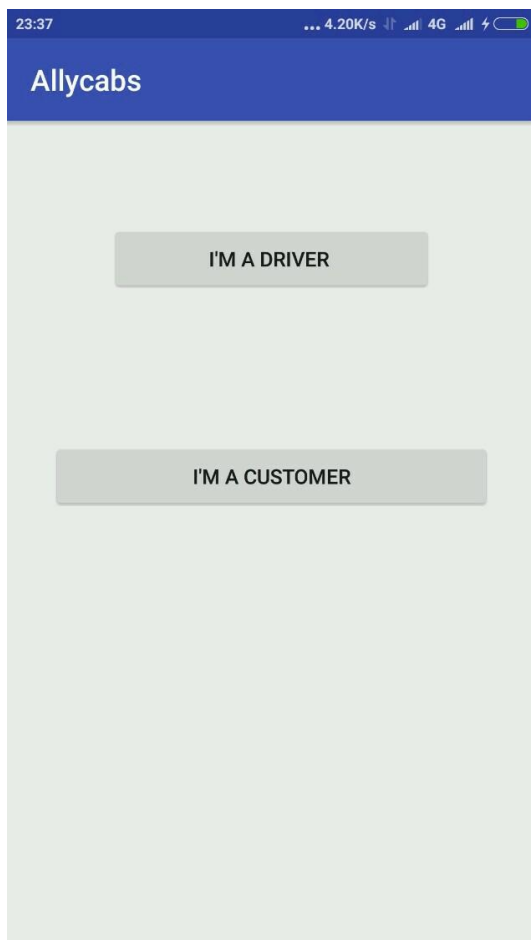 23:37 ... 4.20K/s 4G
Allycabs
I'M A DRIVER
I'M A CUSTOMER